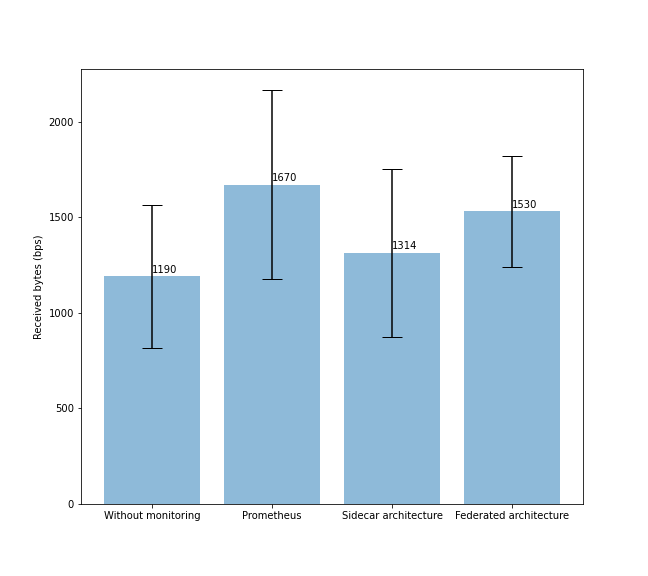 2000
1500
1000
500
0
Received bytes (bps)
1190
1670
1314
1530
Without monitoring
Prometheus
Sidecar architecture
Federated architecture